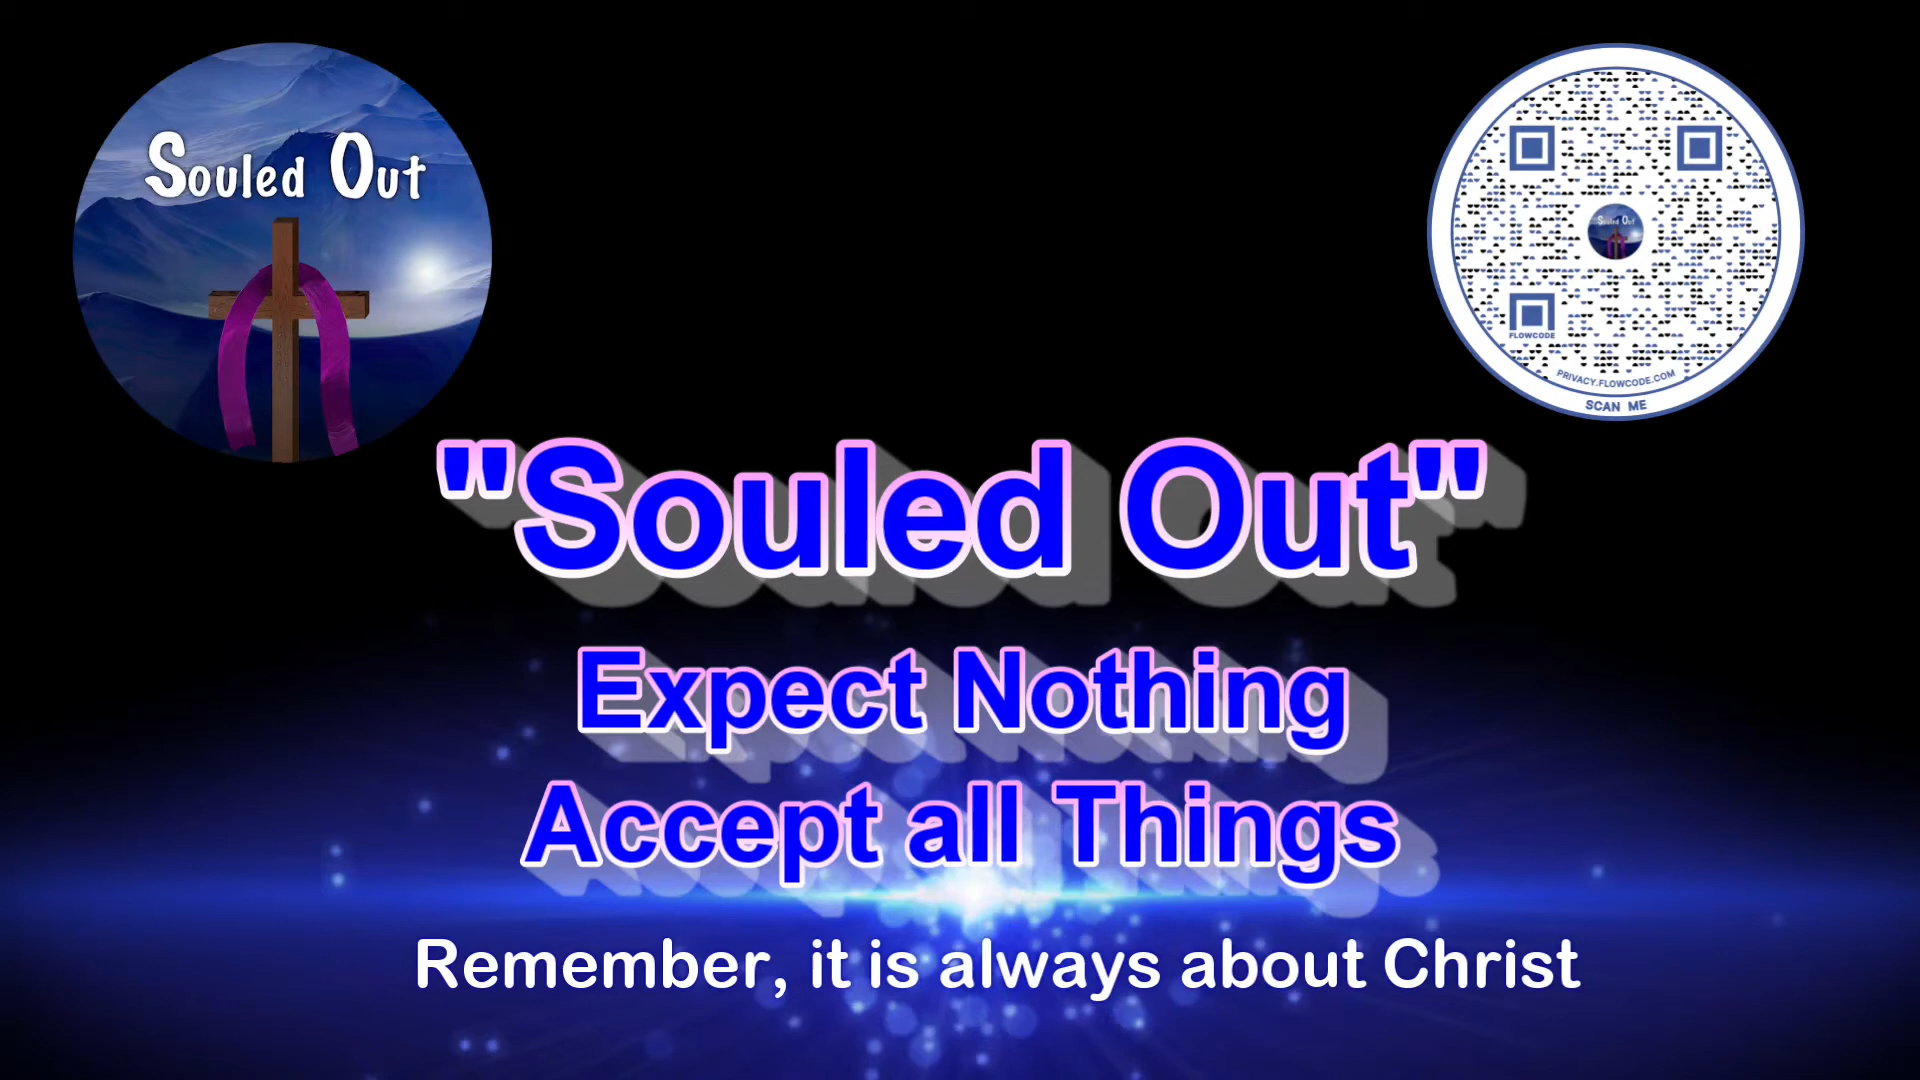 Souled Out
FLOWCODE
PRIVACY.FLOWCODE.COM
SCAN ME
"Souled Out"
Expect Nothing
Accept all Things
Remember, it is always about Christ